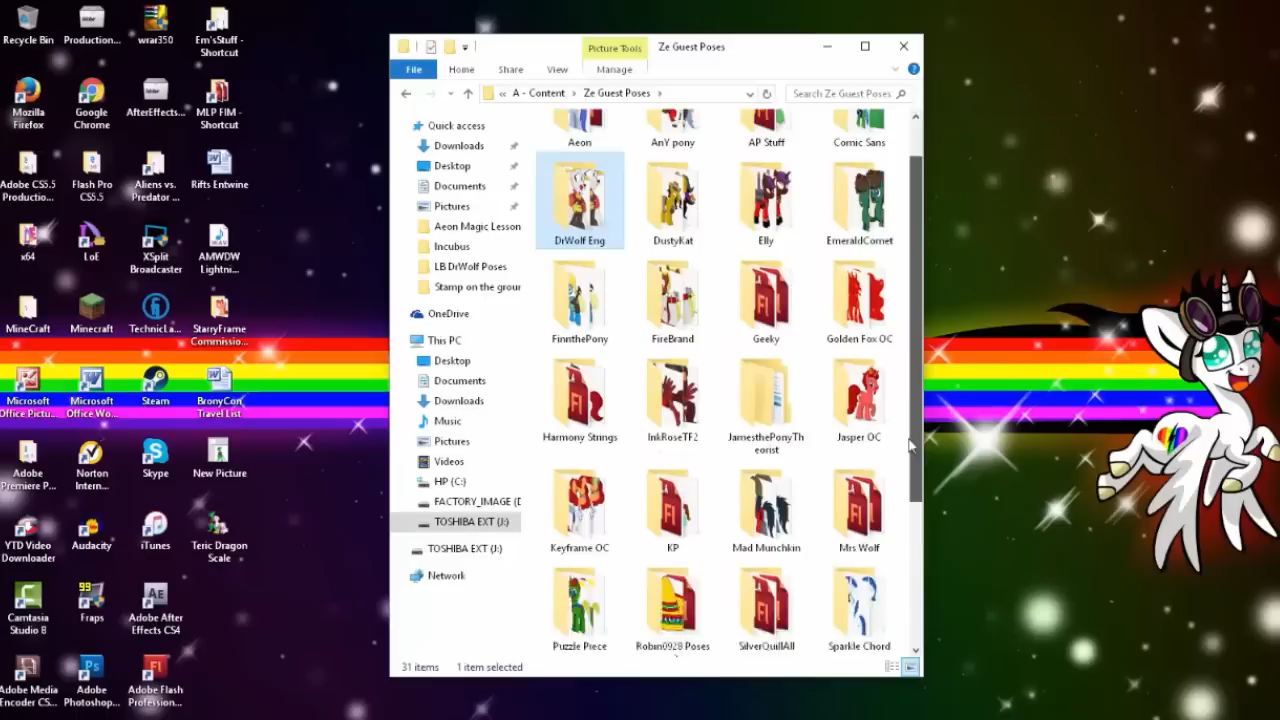 Recycle Bin
Production...
wrar350
Em'sStuff -
Shortcut
Mozilla
Firefox
Google
Chrome
AfterEffects...
MLP FIM -
Shortcut
Adobe CS5.5
Productio...
Flash Pro
CS5.5
Aliens vs.
Predator ...
Rifts Entwine
x64
LoE
XSplit
Broadcaster
AMWDW
Lightni...
MineCraft
Minecraft
TechnicLa...
StarryFrame
Commissio...
Microsoft
Office Pictu...
Microsoft
Office Wo...
Steam
BronyCon
Travel List
Adobe
Premiere P...
Norton
Intern...
Skype
New Picture
YTD Video
Downloader
Audacity
iTunes
Teric Dragon
Scale
Camtasia
Studio 8
99
Fraps
Ae
Adobe After
Effects CS4
Adobe Media
Encoder CS...
Ps
Adobe
Photoshop...
Fl
Adobe Flash
Profession...
Picture Tools
Ze Guest Poses
File
Home
Share
View
Manage
« A - Content > Ze Guest Poses >
Search Ze Guest Poses
Quick access
Downloads
Desktop
Documents
Pictures
Aeon Magic Lesson
Incubus
LB DrWolf Poses
Stamp on the grour
OneDrive
This PC
Desktop
Documents
Downloads
Music
Pictures
Videos
HP (C:)
FACTORY_IMAGE (D
TOSHIBA EXT (J:)
TOSHIBA EXT (J:)
Network
Aeon
AnY pony
AP Stuff
Comic Sans
DrWolf Eng
DustyKat
Elly
EmeraldComet
FinnthePony
FireBrand
Geeky
Golden Fox OC
Harmony Strings
InkRoseTF2
JamesthePonyTh
eorist
Jasper OC
Keyframe OC
KP
Mad Munchkin
Mrs Wolf
Puzzle Piece
Robin0928 Poses
SilverQuillAll
Sparkle Chord
31 items
1 item selected